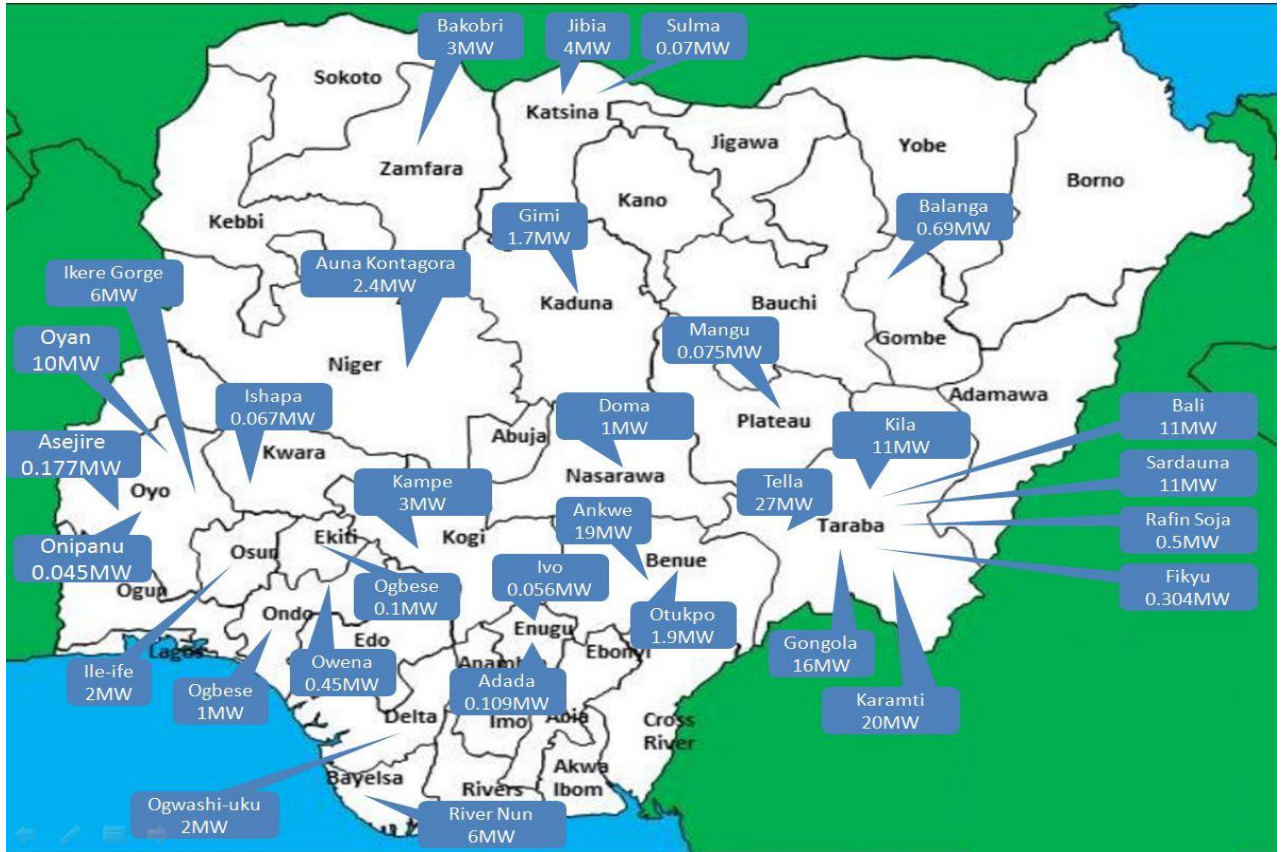 Bakobri
3MW
Jibia
4MW
Sulma
0.07MW
Sokoto
Katsina
Jigawa
Yobe
Zamfara
Borno
Kano
Kebbi
Gimi
1.7MW
Balanga
0.69MW
Auna Kontagora
2.4MW
Ikere Gorge
6MW
Kaduna
Bauchi
Oyan
10MW
Mangu
0.075MW
Gombe
Niger
Adamawa
Ishapa
0.067MW
Doma
1MW
Plateau
Kila
11MW
Bali
11MW
Abuja
Asejire
0.177MW
Kwara
Nasarawa
Sardauna
11MW
Oyo
Kampe
3MW
Tella
27MW
Ankwe
19MW
Taraba
Rafin Soja
0.5MW
Onipanu
0.045MW
Osun
Ekiti
Kogi
Benue
Ivo
0.056MW
Fikyu
0.304MW
Ogun
Ogbese
0.1MW
Ondo
Enugu
Otukpo
1.9MW
Edo
Gongola
16MW
Lagos
Ebonyi
Ile-ife
2MW
Owena
0.45MW
Ogbese
1MW
Adada
0.109MW
Karamti
20MW
Delta
Imo
Abia
Cross
River
Bayelsa
Rivers
Akwa
Ibom
Ogwashi-uku
2MW
River Nun
6MW